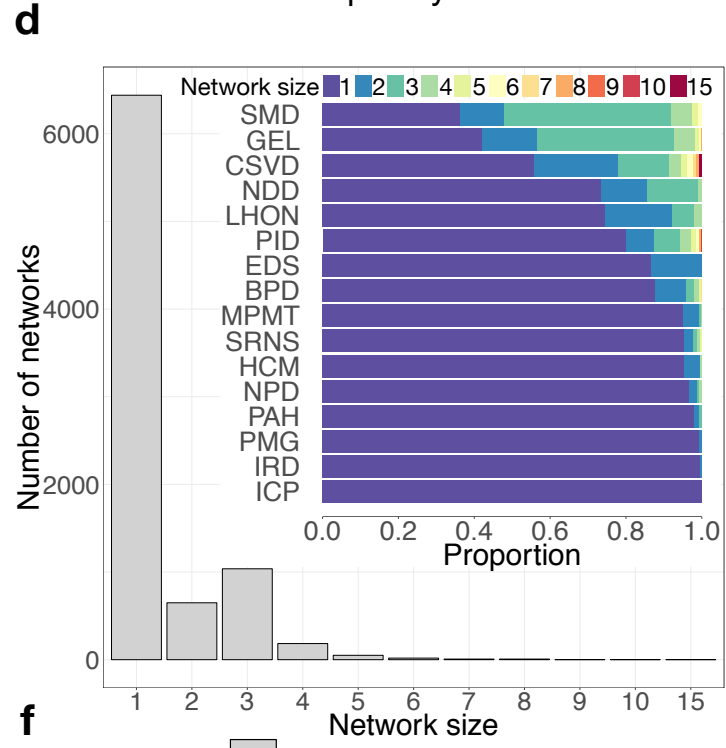 d
Network size 1 2 3 4 5 6 7 8 9 10 15
SMD
GEL
CSVD
NDD
LHON
PID
EDS
BPD
MPMT
SRNS
HCM
NPD
PAH
PMG
IRD
ICP
0.0 0.2 0.4 0.6 0.8 1.0
Proportion
Number of networks
6000
4000
2000
0
1 2 3 4 5 6 7 8 9 10 15
Network size
f